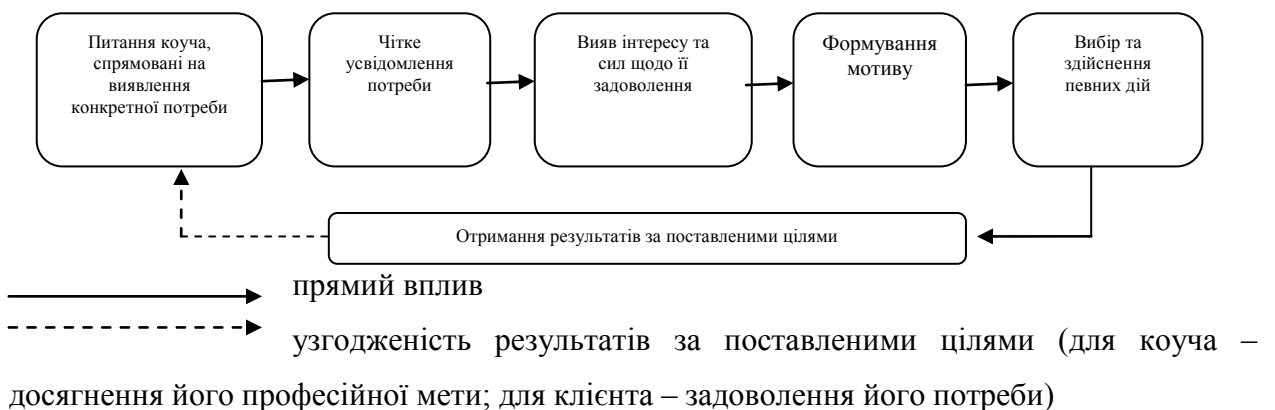 Питання коуча,
спрямовані на
виявлення
конкретної потреби
Чітке
усвідомлення
потреби
Вияв інтересу та
сил щодо її
задоволення
Формування
мотиву
Вибір та
здійснення
певних дій
Отримання результатів за поставленими цілями
прямий вплив
узгодженість результатів за поставленими цілями (для коуча –
досягнення його професійної мети; для клієнта – задоволення його потреби)